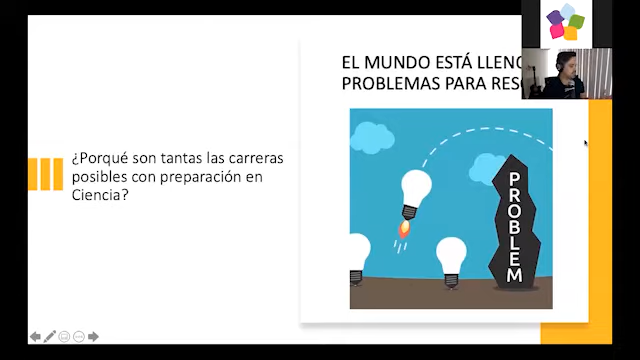 ¿Porqué son tantas las carreras
posibles con preparación en
Ciencia?
EL MUNDO ESTÁ
PROBLEMAS PARA
PROBLEM